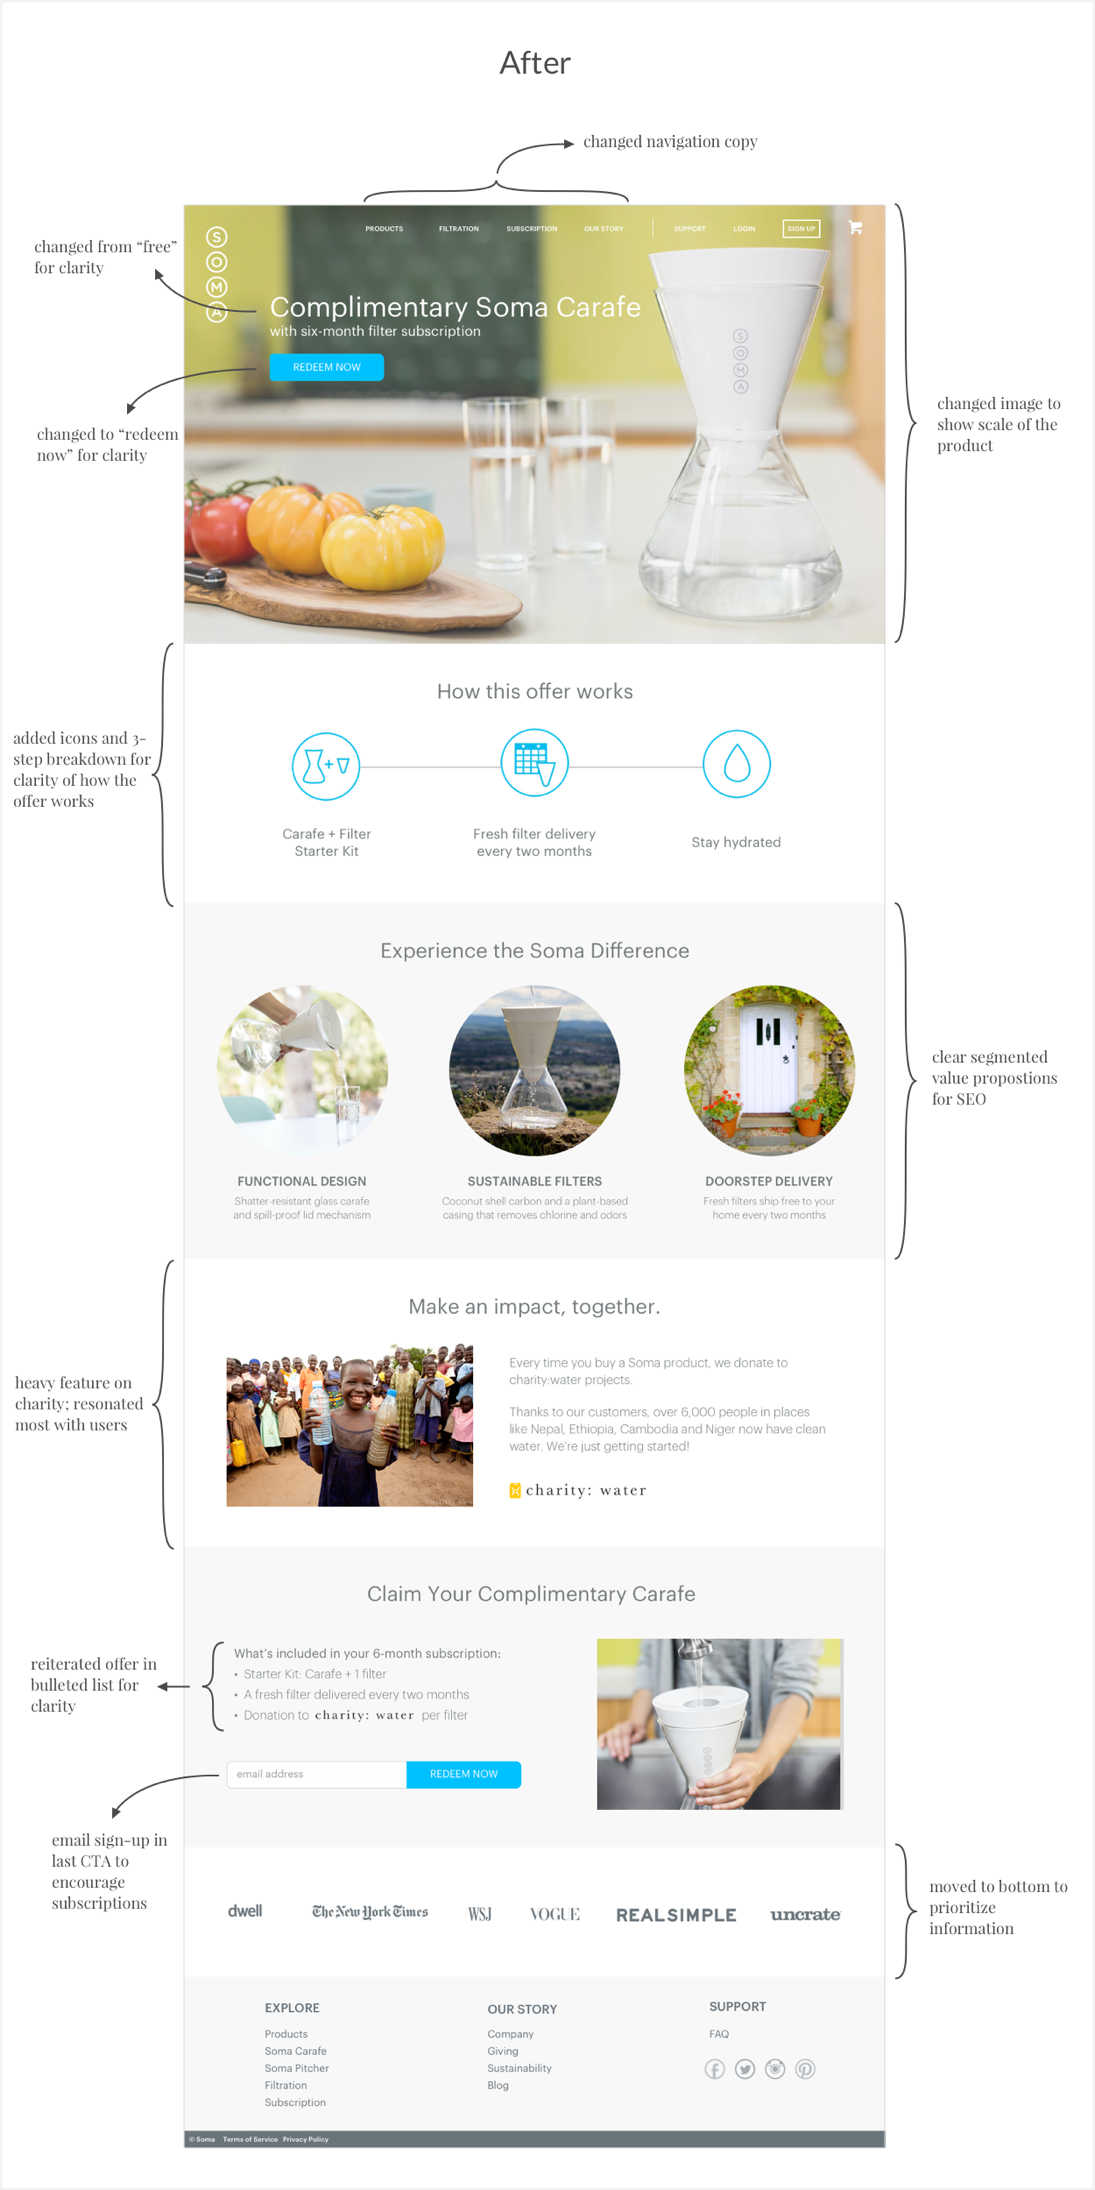 After
changed navigation copy
PRODUCTS FILTRATION SUBSCRIPTION OUR STORY SUPPORT LOGIN SIGN UP
S
O
M
A
changed from “free”
for clarity
Complimentary Soma Carafe
with six-month filter subscription
REDEEM NOW
S
O
M
A
changed to “redeem
now” for clarity
changed image to
show scale of the
product
How this offer works
added icons and 3-
step breakdown for
clarity of how the
offer works
Carafe + Filter
Starter Kit
Fresh filter delivery
every two months
Stay hydrated
Experience the Soma Difference
clear segmented
value propostions
for SEO
FUNCTIONAL DESIGN
Shatter-resistant glass carafe
and spill-proof lid mechanism
SUSTAINABLE FILTERS
Coconut shell carbon and a plant-based
casing that removes chlorine and odors
DOORSTEP DELIVERY
Fresh filters ship free to your
home every two months
Make an impact, together.
heavy feature on
charity; resonated
most with users
Every time you buy a Soma product, we donate to
charity:water projects.
Thanks to our customers, over 6,000 people in places
like Nepal, Ethiopia, Cambodia and Niger now have clean
water. We're just getting started!
charity: water
Claim Your Complimentary Carafe
reiterated offer in
bulleted list for
clarity
What's included in your 6-month subscription:
• Starter Kit: Carafe + 1 filter
• A fresh filter delivered every two months
• Donation to charity: water per filter
email address REDEEM NOW
email sign-up in
last CTA to
encourage
subscriptions
dwell The New York Times WSJ VOGUE REALSIMPLE uncrate
moved to bottom to
prioritize
information
EXPLORE
Products
Soma Carafe
Soma Pitcher
Filtration
Subscription
OUR STORY
Company
Giving
Sustainability
Blog
SUPPORT
FAQ
© Soma Terms of Service Privacy Policy